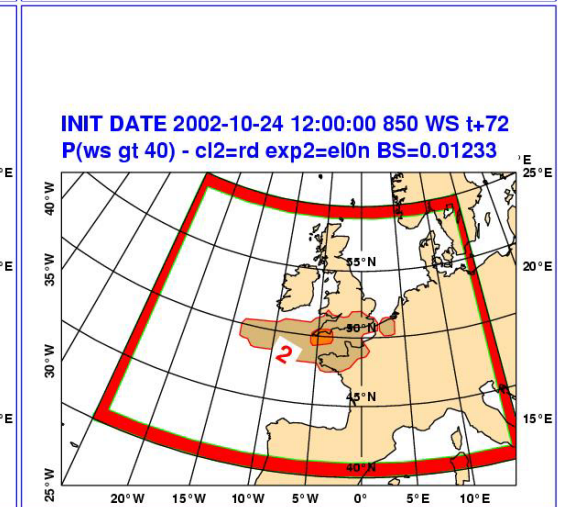 INIT DATE 2002-10-24 12:00:00 850 WS t+72
P(ws gt 40) - cl2=rd exp2=el0n BS=0.01233
°E
25°E
40°W
°E
55°N
35°W
20°E
50°N
2
30°W
45°N
°E
15°E
40°N
25°W
20°W
15°W
10°W
5°W
0°
5°E
10°E